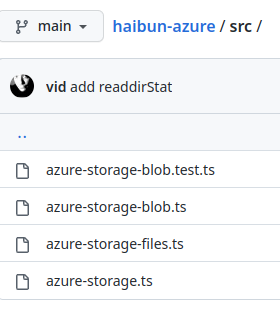 main haibun-azure / src /
vid add readdirStat
..
azure-storage-blob.test.ts
azure-storage-blob.ts
azure-storage-files.ts
azure-storage.ts